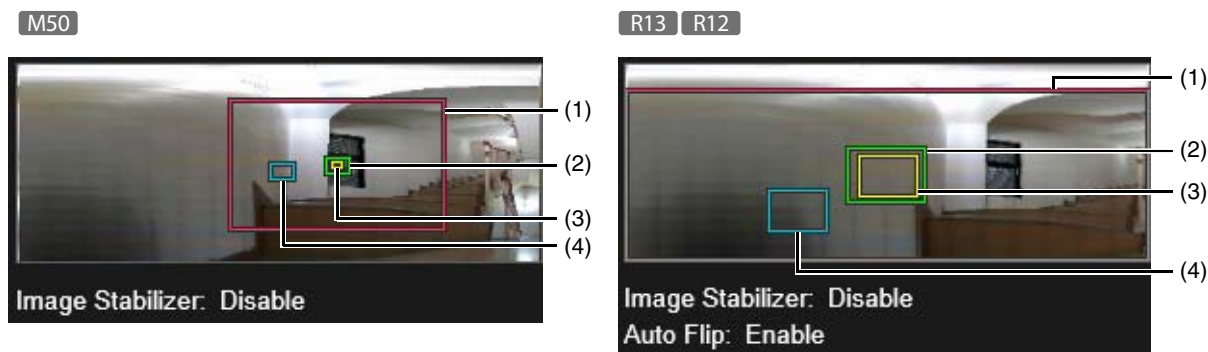 M50
(1)
(2)
(3)
(4)
Image Stabilizer: Disable
R13 R12
(1)
(2)
(3)
(4)
Image Stabilizer: Disable
Auto Flip: Enable